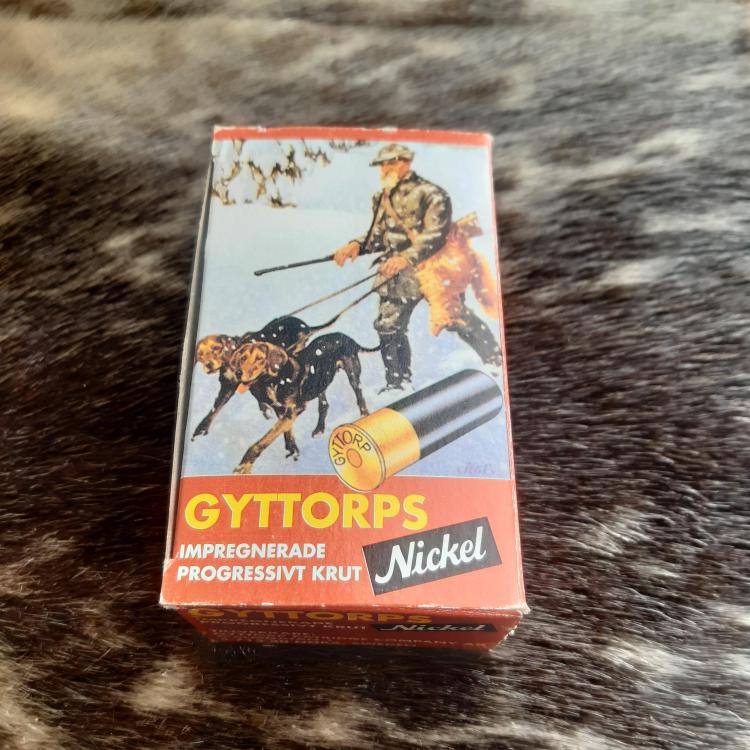 GYTTORP
GYTTORPS
IMPREGNERADE
PROGRESSIVT KRUT
Nickel
GYTTORPS
Nickel